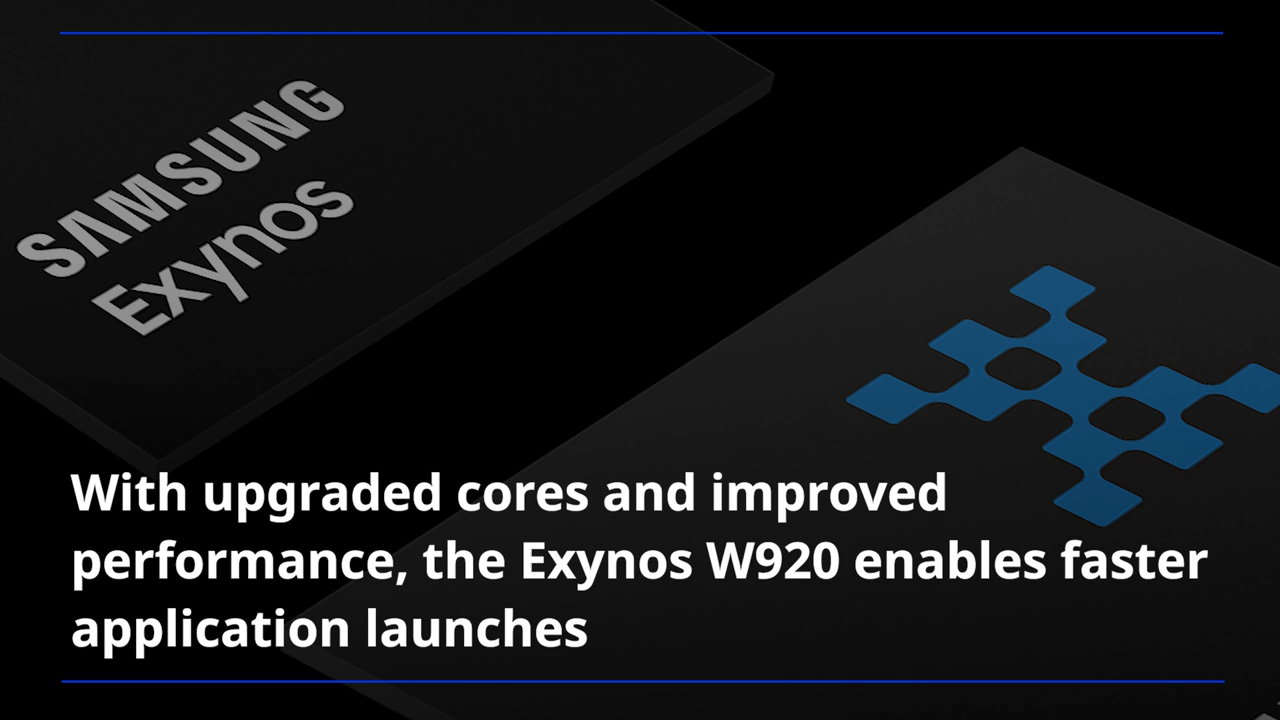 SAMSUNG
Exynos
With upgraded cores and improved
performance, the Exynos W920 enables faster
application launches